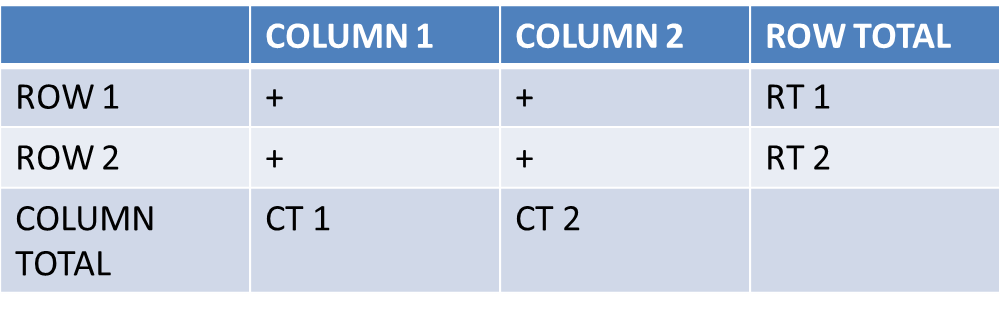 COLUMN 1 COLUMN 2 ROW TOTAL
ROW 1 + + RT 1
ROW 2 + + RT 2
COLUMN TOTAL CT 1 CT 2